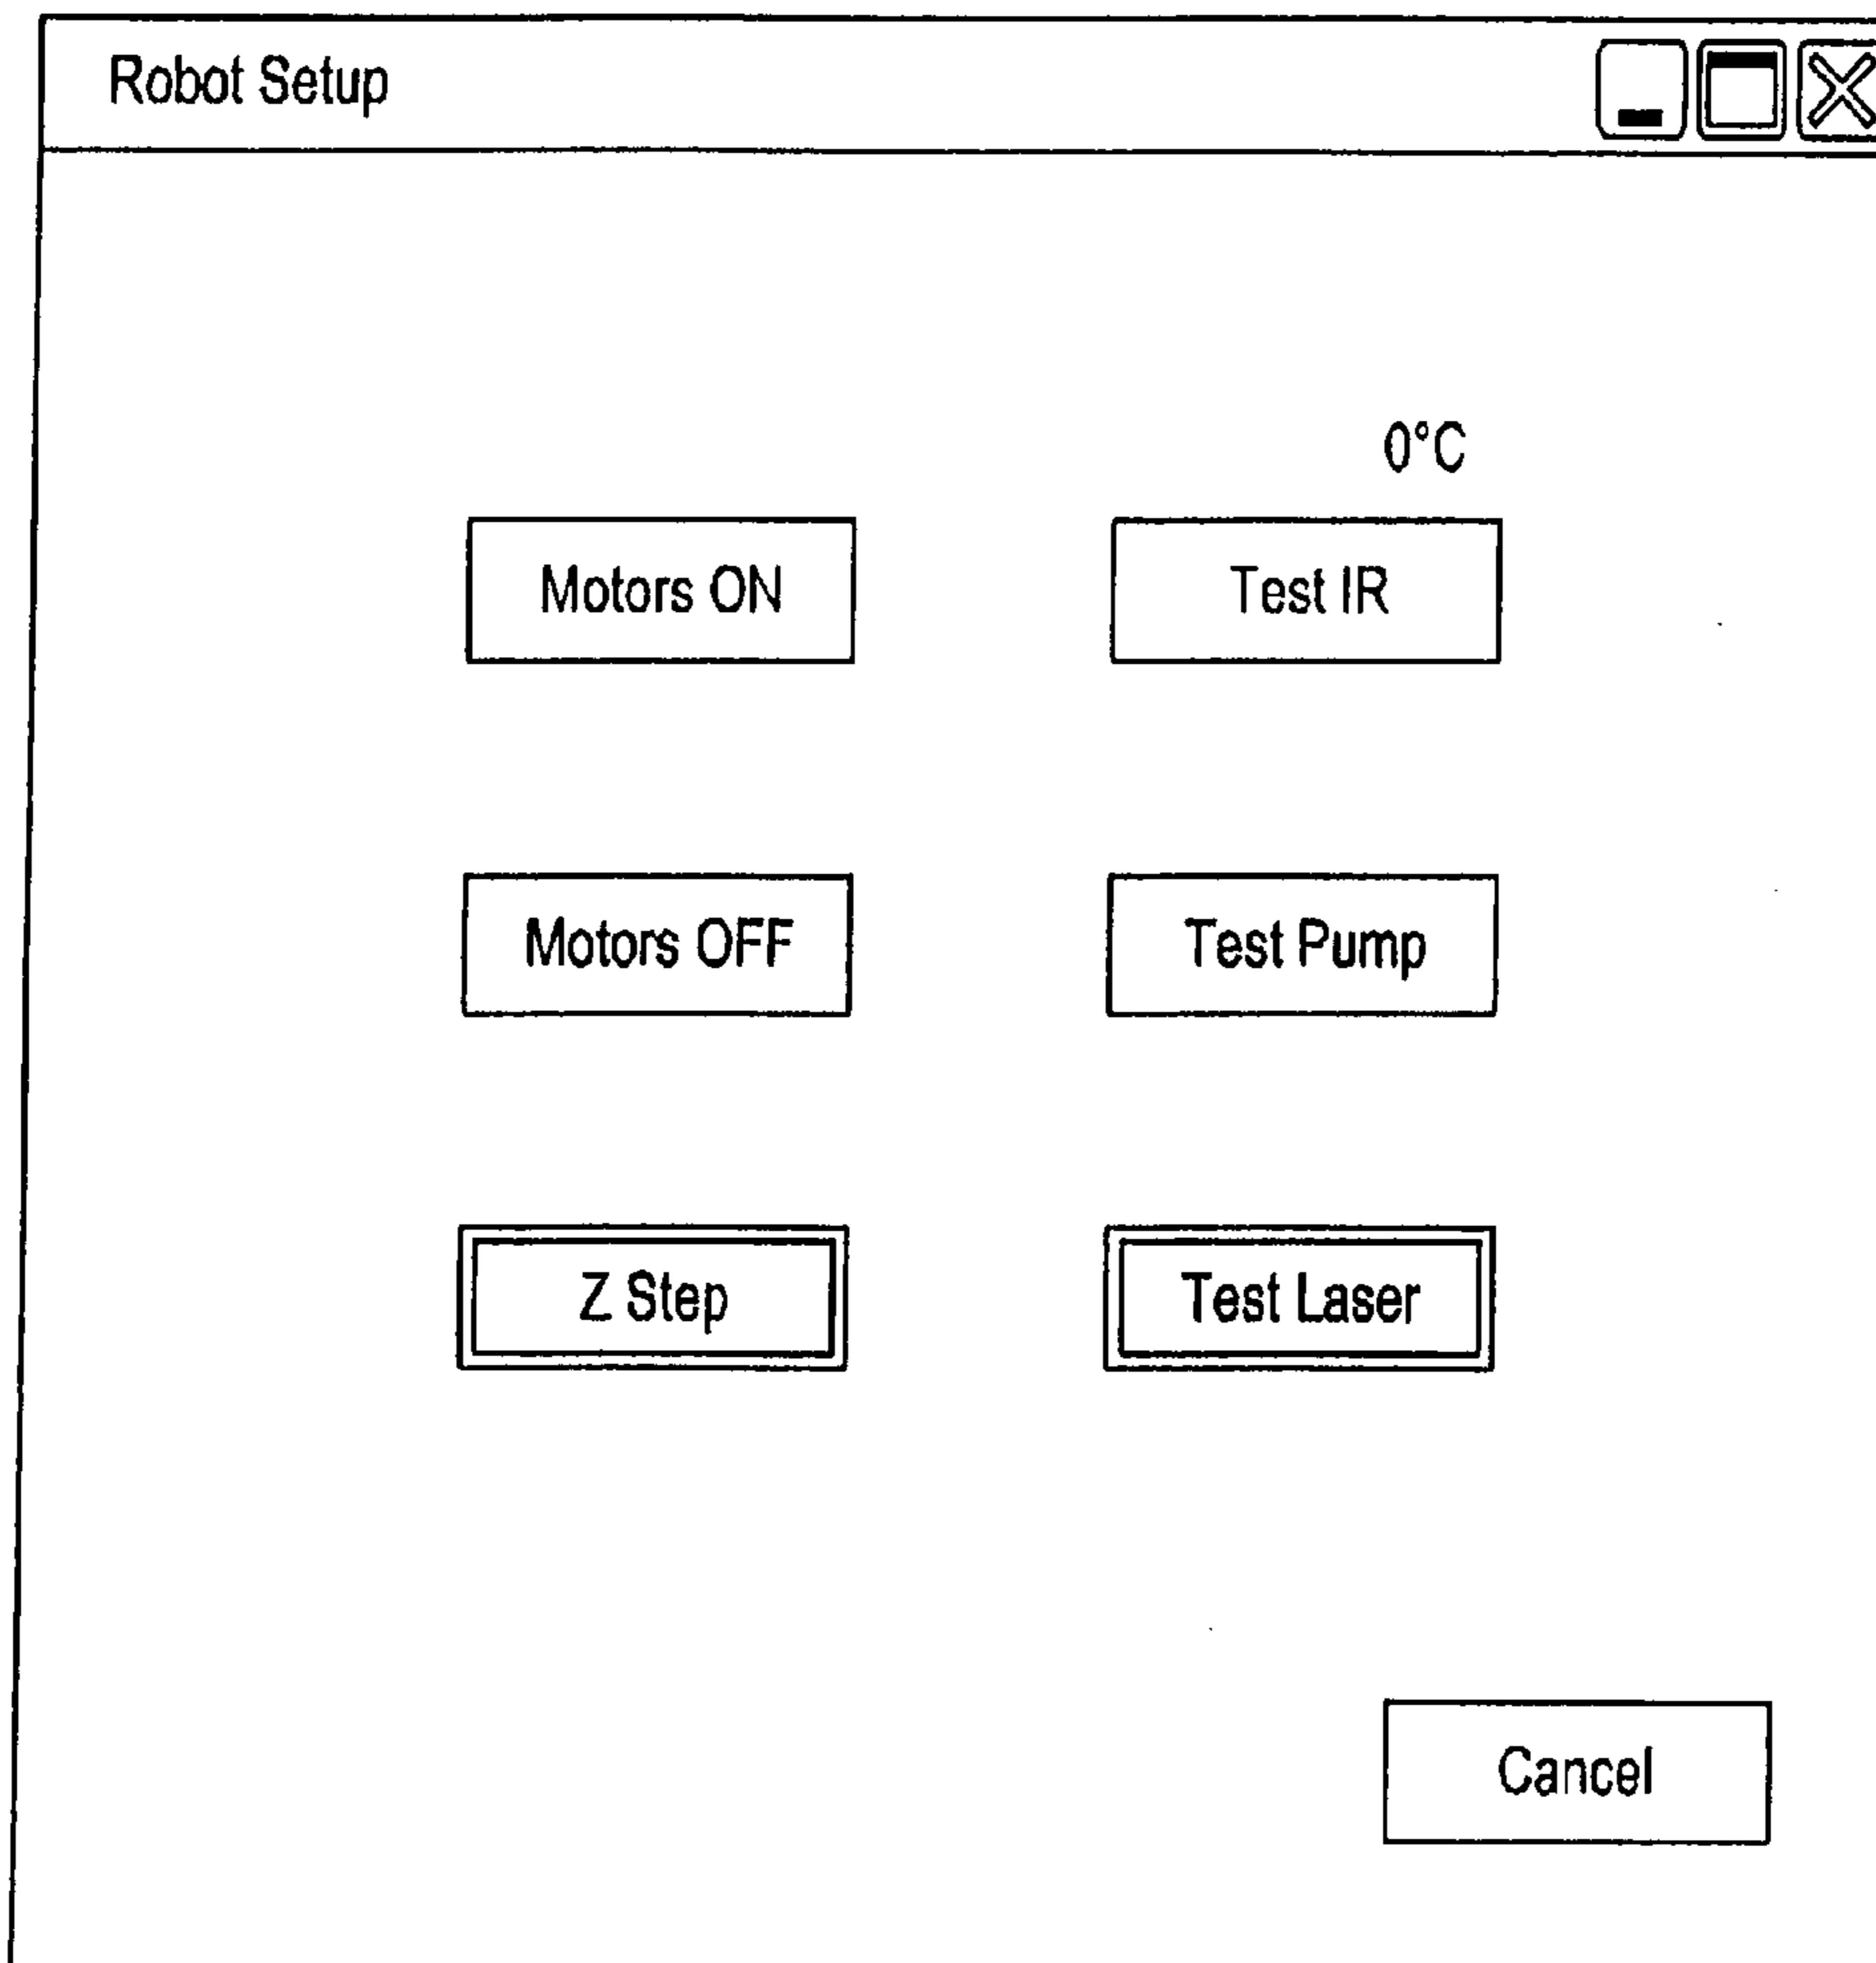 Robot Setup
0°C
Motors ON
Test IR
Motors OFF
Test Pump
Z Step
Test Laser
Cancel